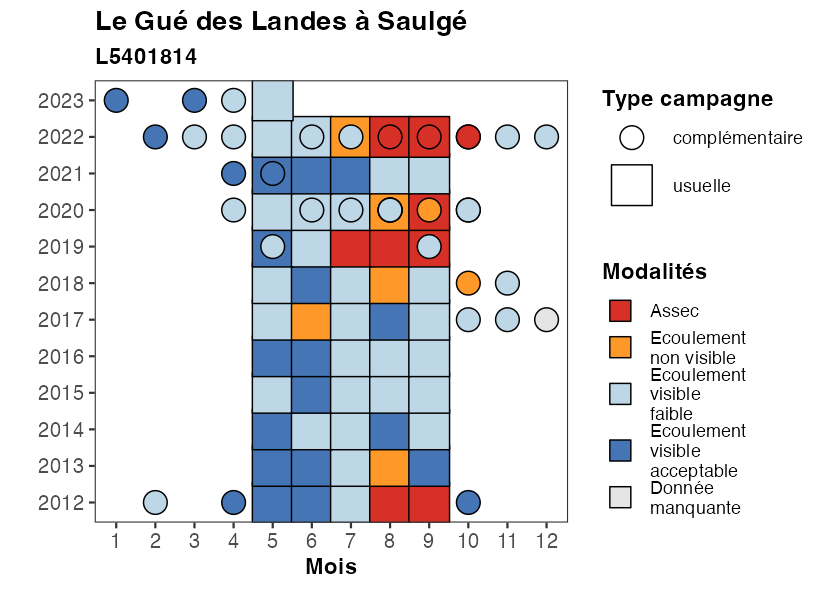 Le Gué des Landes à Saulgé
L5401814
2023
2022
2021
2020
2019
2018
2017
2016
2015
2014
2013
2012
1 2 3 4 5 6 7 8 9 10 11 12
Mois
Type campagne
complémentaire
usuelle
Modalités
Assec
Ecoulement
non visible
Ecoulement
visible
faible
Ecoulement
visible
acceptable
Donnée
manquante